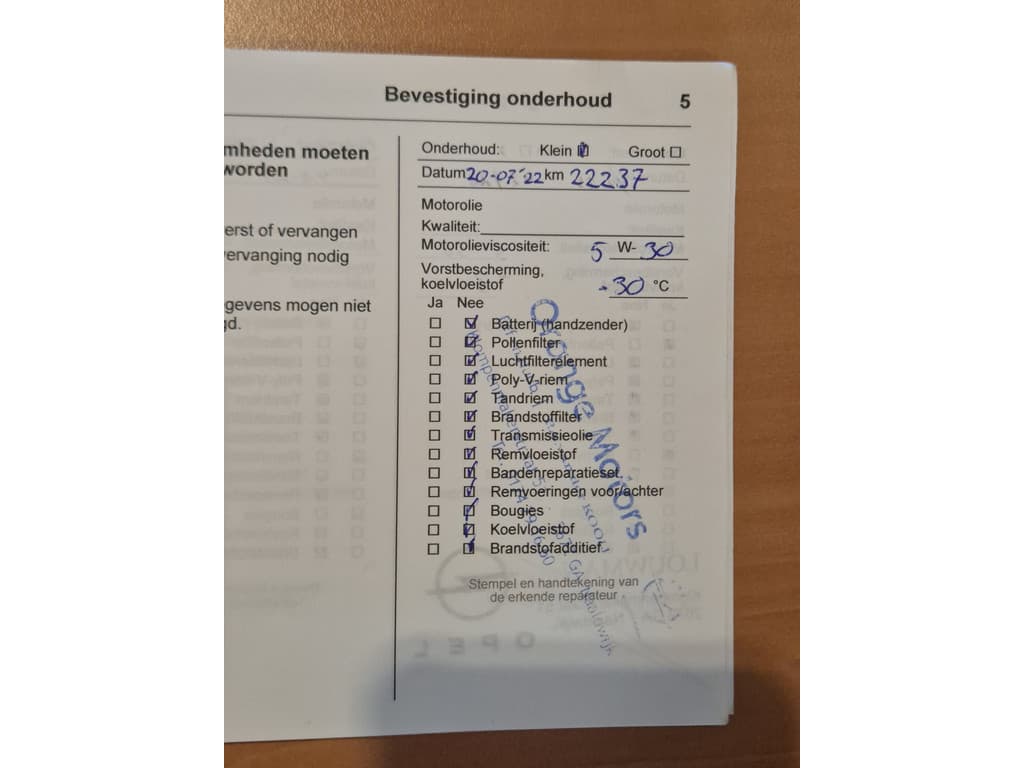 Bevestiging onderhoud 5
mheden moeten
worden
erst of vervangen
ervanging nodig
gegevens mogen niet
gd.
Onderhoud: Klein Groot
Datum 20-07-'22 km 22237
Motorolie
Kwaliteit:
Motorolieviscositeit: 5 W- 30
Vorstbescherming,
koelvloeistof -30 °C
Ja Nee
Batterij (handzender)
Pollenfilter
Luchtfilterelement
Poly-V-riem
Tandriem
Brandstoffilter
Transmissieolie
Remvloeistof
Bandenreparatieset
Remvoeringen voor/achter
Bougies
Koelvloeistof
Brandstofadditief
Stempel en handtekening van
de erkende reparateur
Orange Motors
OPEL